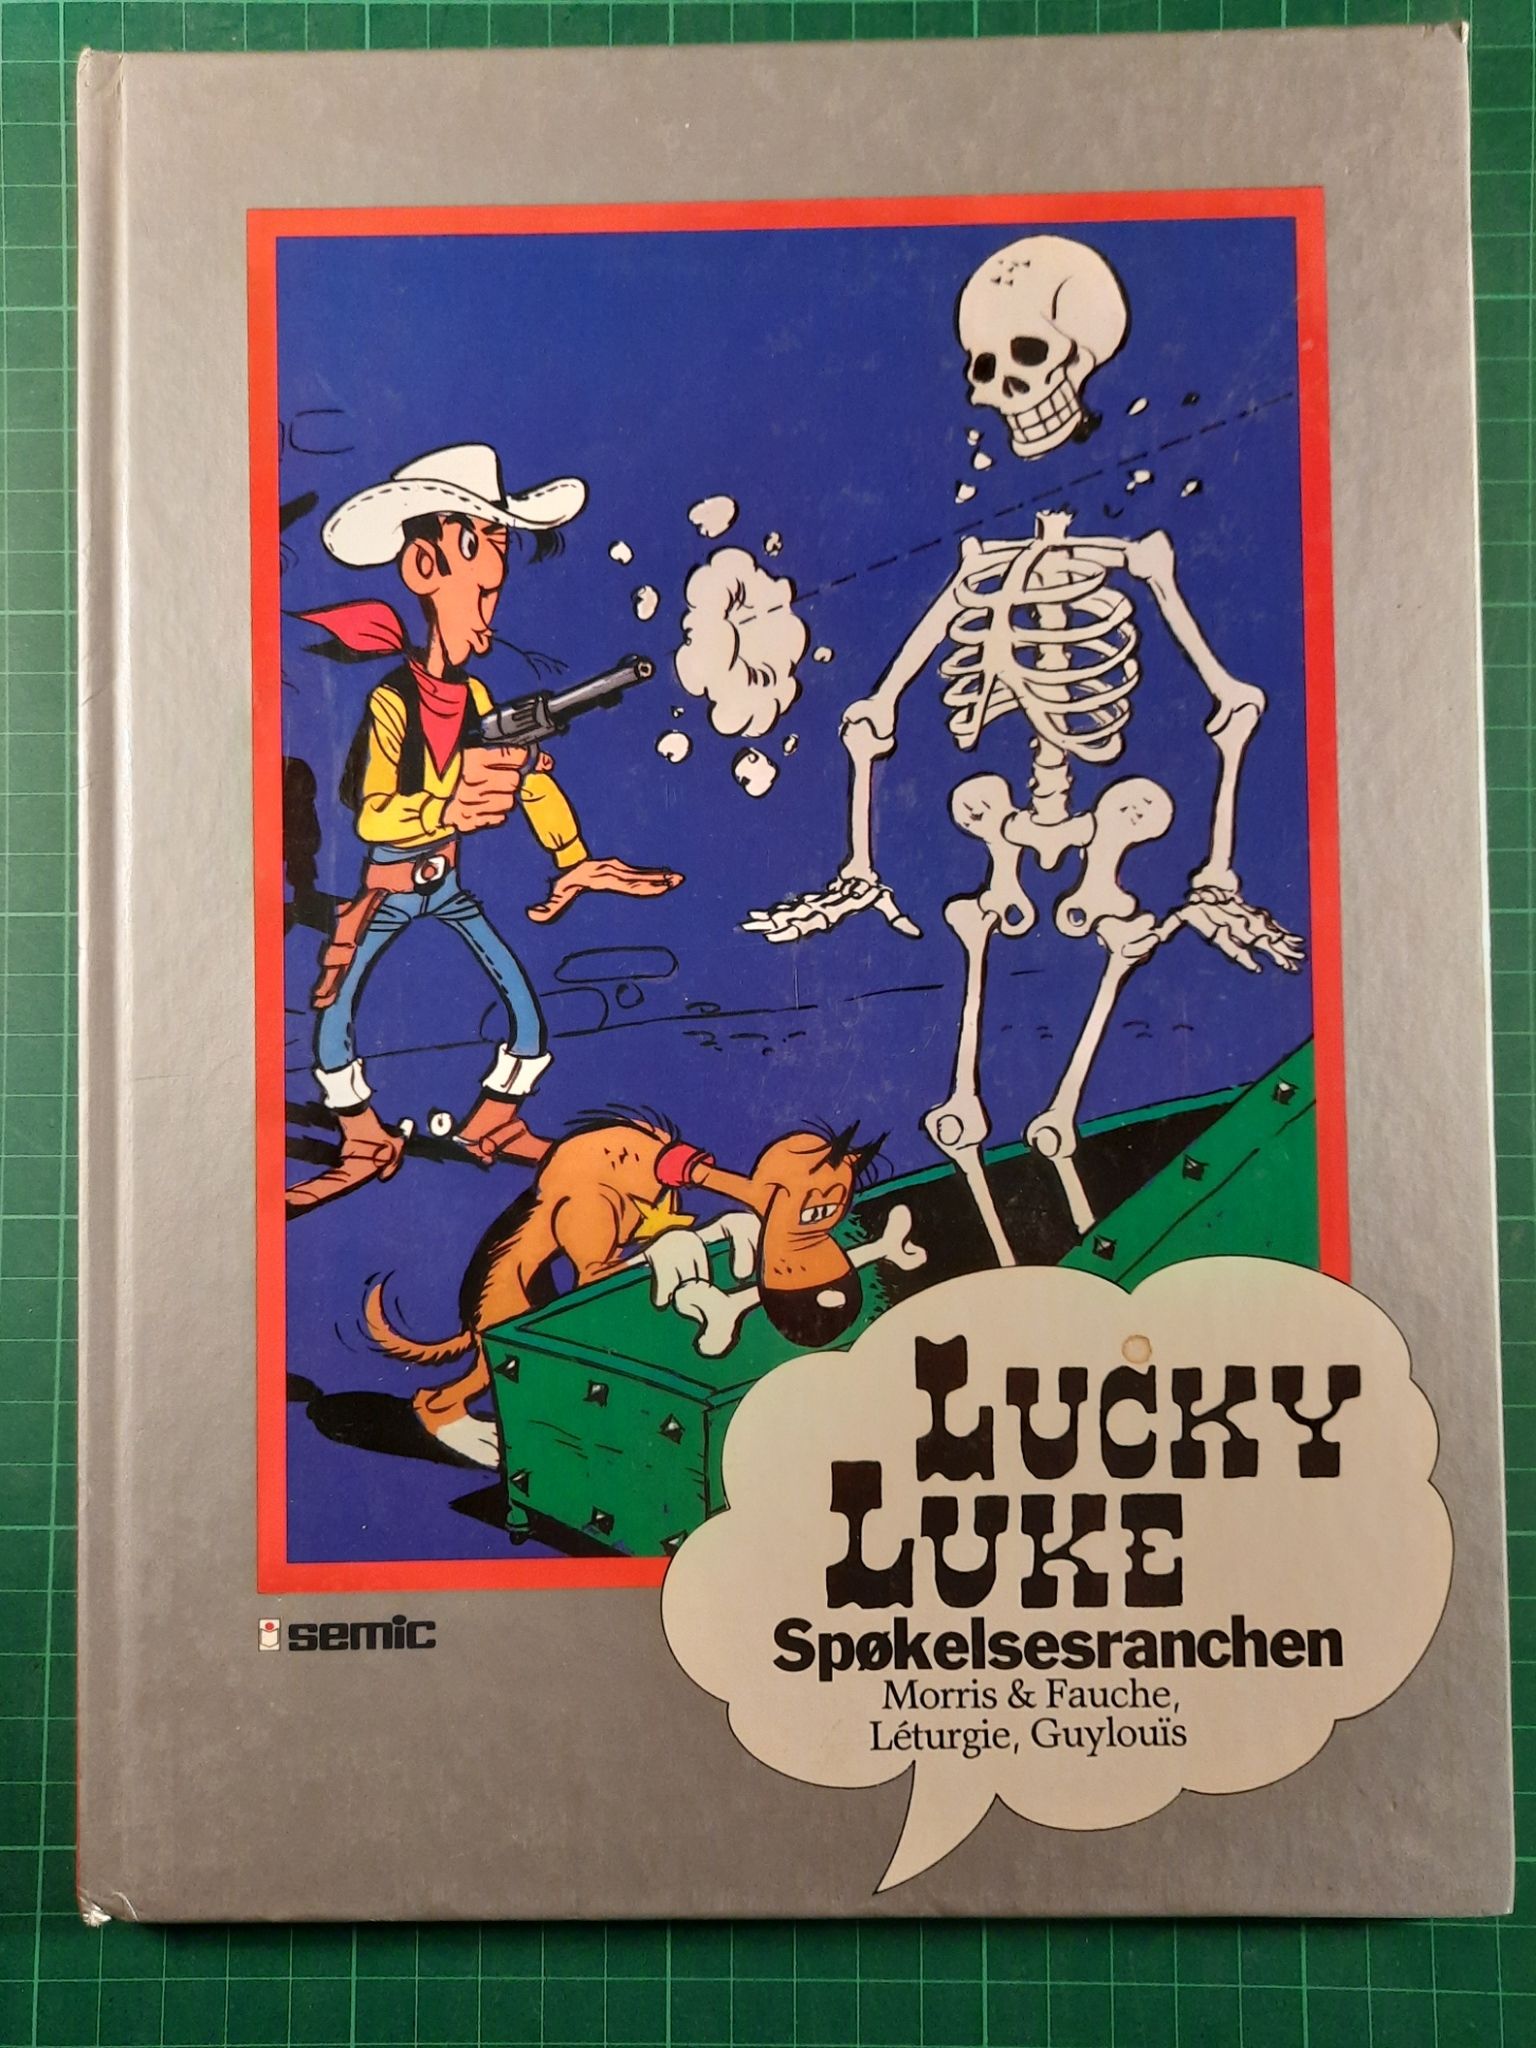 LUCKY
LUKE
Spøkelsesranchen
Morris & Fauche,
Léturgie, Guylouïs
semic